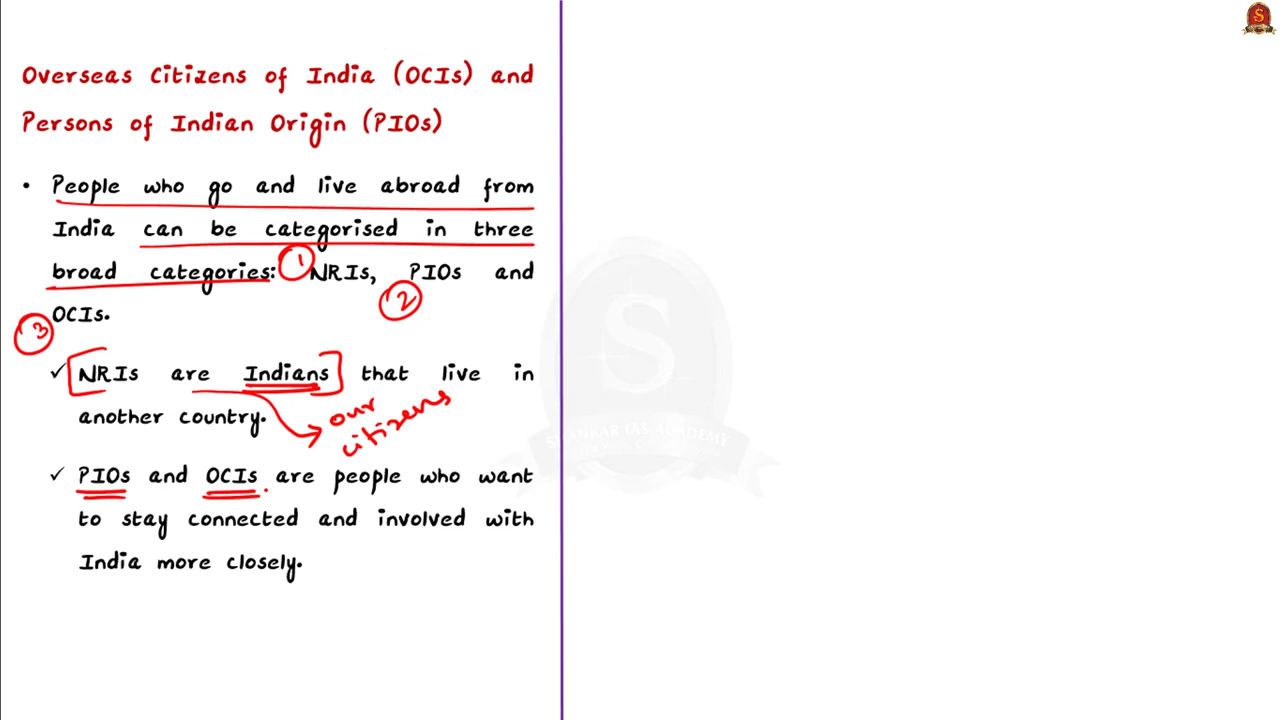 Overseas Citizens of India (OCIs) and
Persons of Indian Origin (PIOs)
• People who go and live abroad from
India can be categorised in three
broad categories: ① NRIs, PIOs and
②
③ OCIs.
✓ NRIs are Indians that live in
another country.
our
citizens
✓ PIOs and OCIs are people who want
to stay connected and involved with
India more closely.
S
SHANKAR IAS ACADEMY
S